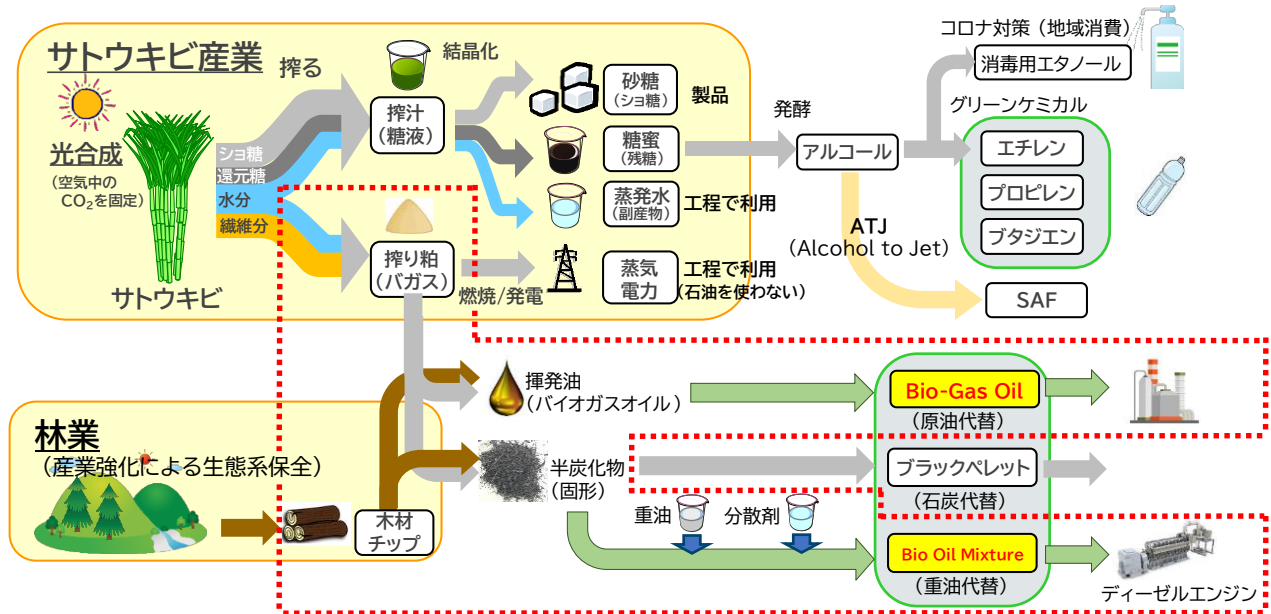 サトウキビ産業
搾る
結晶化
光合成
(空気中の
CO₂を固定)
ショ糖
還元糖
水分
繊維分
サトウキビ
搾汁
(糖液)
搾り粕
(バガス)
燃焼/発電
砂糖
(ショ糖)
製品
糖蜜
(残糖)
蒸発水
(副産物)
工程で利用
蒸気
電力
工程で利用
(石油を使わない)
発酵
アルコール
コロナ対策(地域消費)
消毒用エタノール
グリーンケミカル
エチレン
プロピレン
ブタジエン
ATJ
(Alcohol to Jet)
SAF
林業
(産業強化による生態系保全)
木材
チップ
揮発油
(バイオガスオイル)
半炭化物
(固形)
重油
分散剤
Bio-Gas Oil
(原油代替)
ブラックペレット
(石炭代替)
Bio Oil Mixture
(重油代替)
ディーゼルエンジン